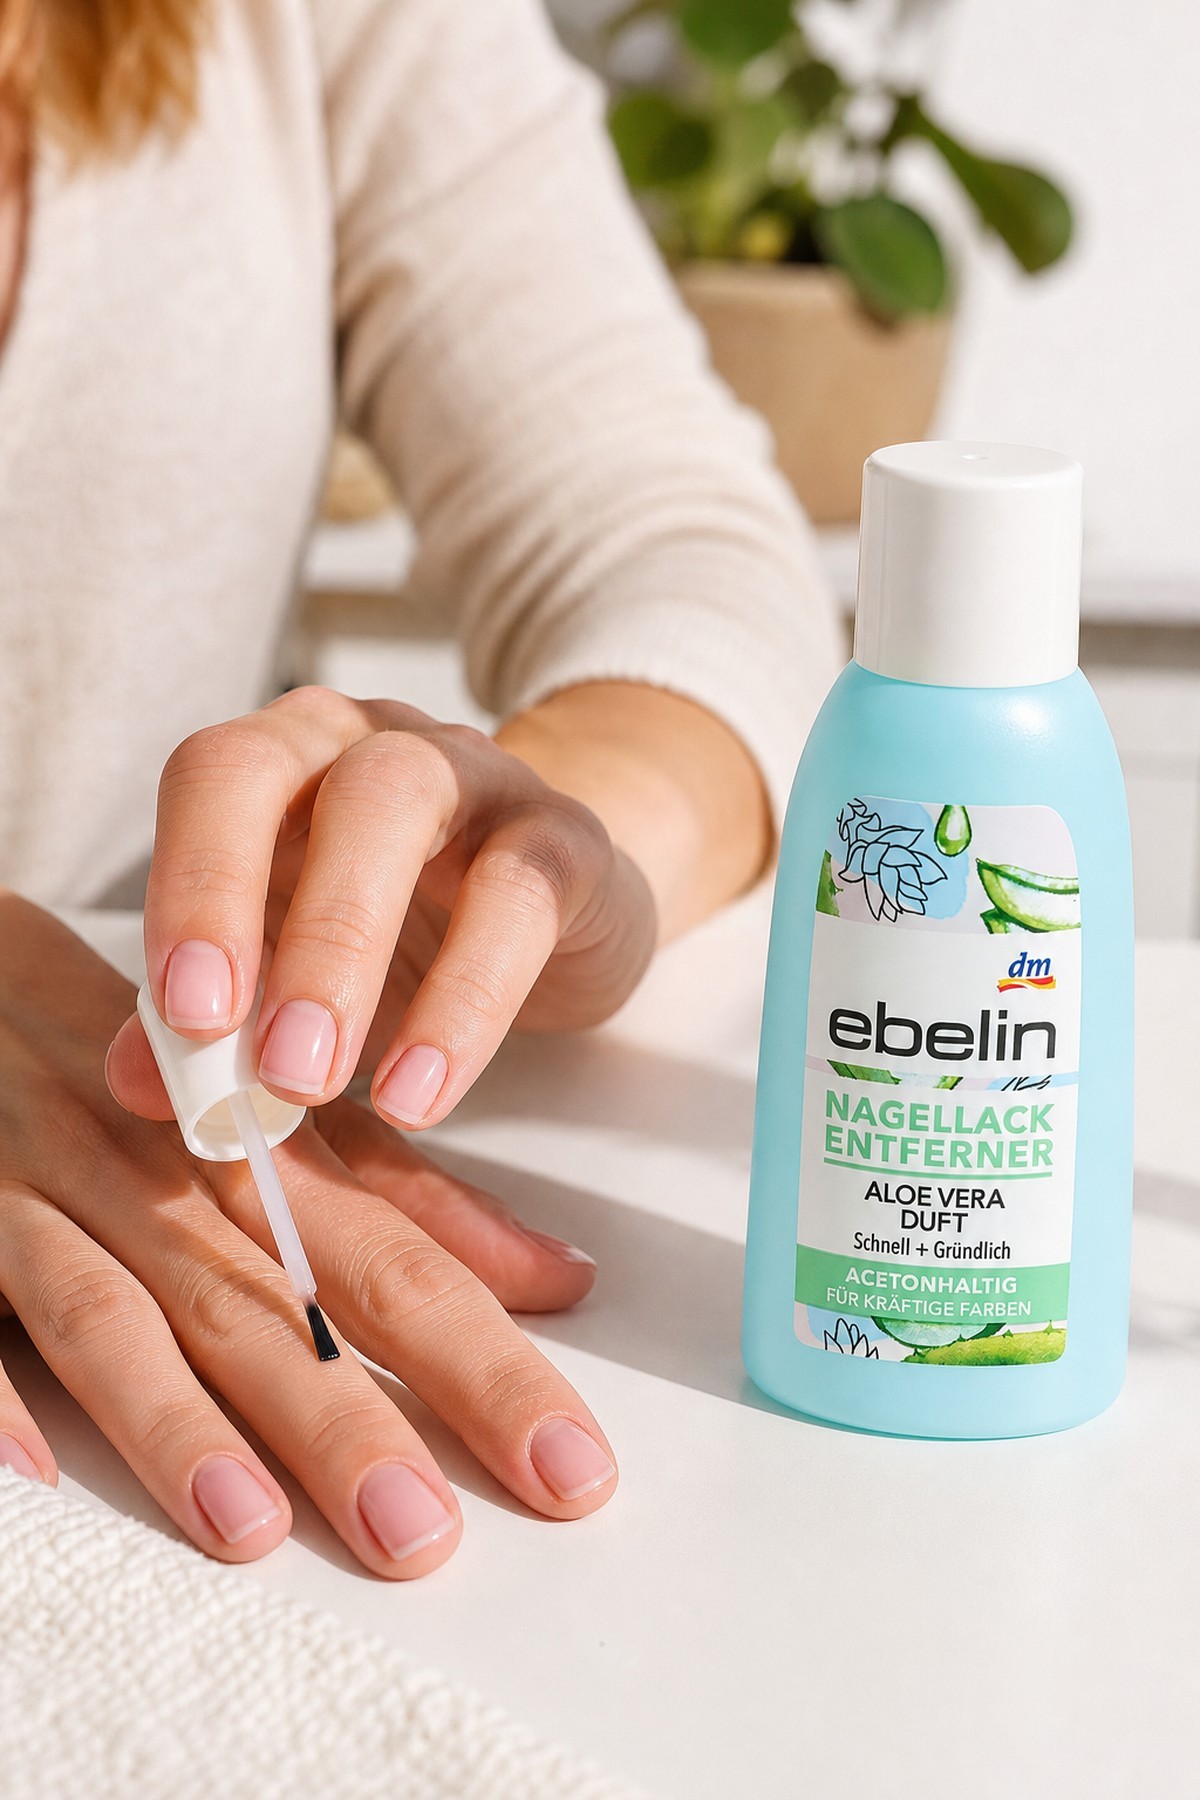 dm
ebelin
NAGELLACK
ENTFERNER
ALOE VERA
DUFT
Schnell + Gründlich
ACETONHALTIG
FÜR KRÄFTIGE FARBEN